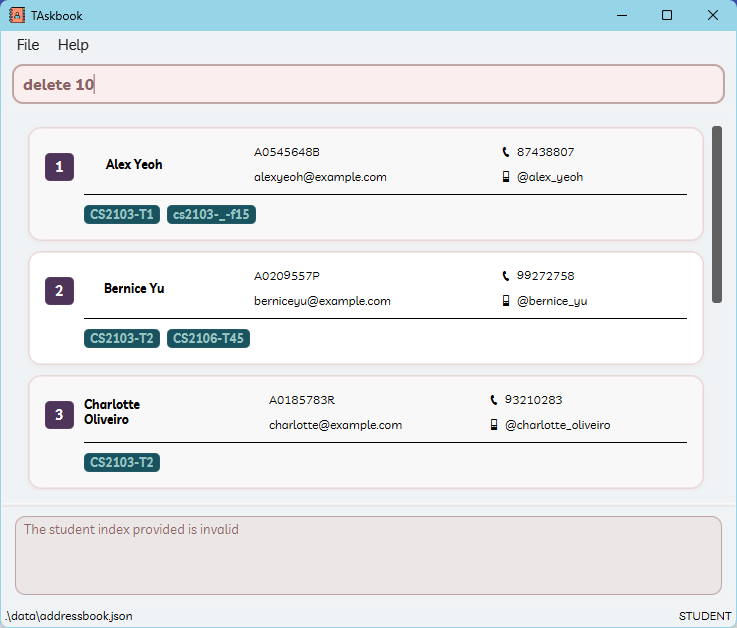 TAskbook
File Help
delete 10
1
Alex Yeoh
A0545648B
87438807
alexyeoh@example.com
@alex_yeoh
CS2103-T1 cs2103-_-f15
2
Bernice Yu
A0209557P
99272758
berniceyu@example.com
@bernice_yu
CS2103-T2 CS2106-T45
3
Charlotte
Oliveiro
A0185783R
93210283
charlotte@example.com
@charlotte_oliveiro
CS2103-T2
The student index provided is invalid
.\data\addressbook.json
STUDENT